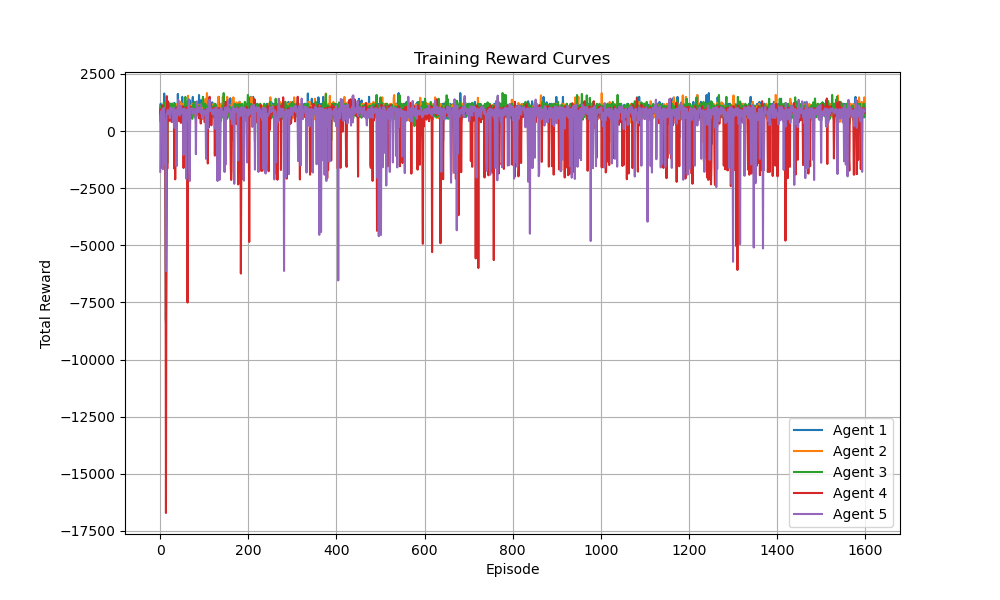 Training Reward Curves
Total Reward
2500
0
−2500
−5000
−7500
−10000
−12500
−15000
−17500
0 200 400 600 800 1000 1200 1400 1600
Episode
Agent 1
Agent 2
Agent 3
Agent 4
Agent 5